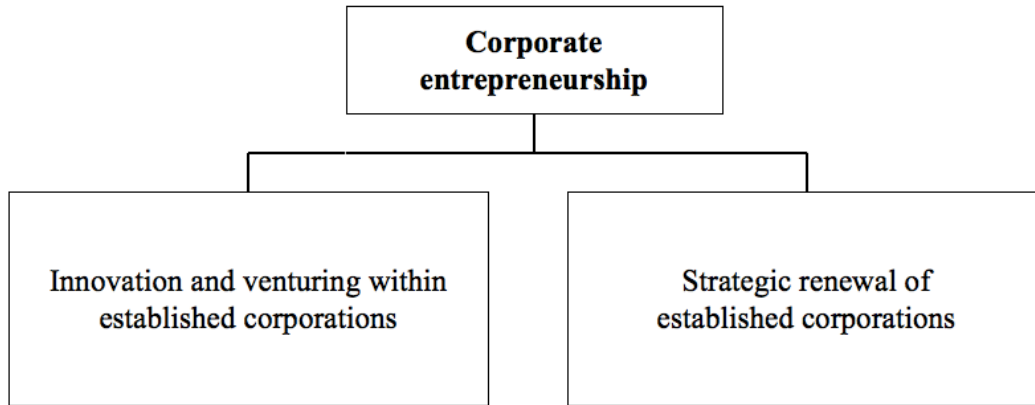 Corporate
entrepreneurship
Innovation and venturing within
established corporations
Strategic renewal of
established corporations